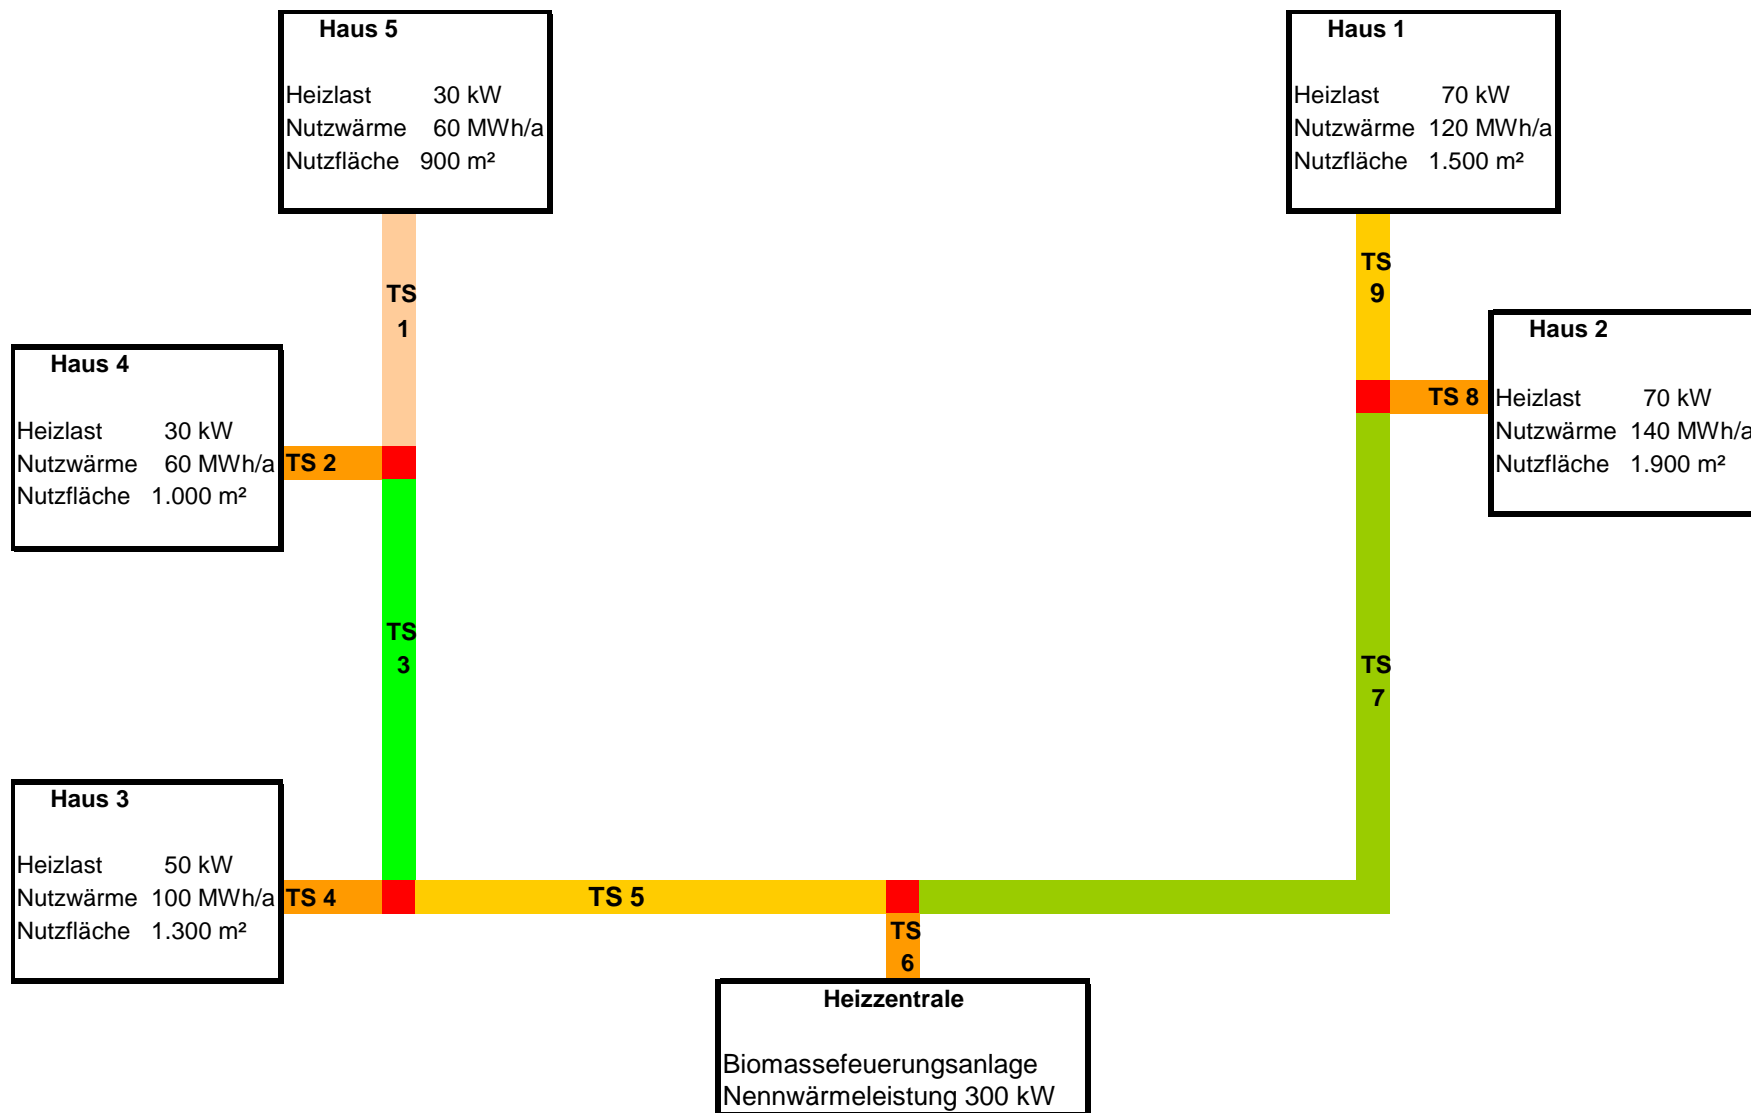 Haus 5
Heizlast 30 kW
Nutzwärme 60 MWh/a
Nutzfläche 900 m²
Haus 1
Heizlast 70 kW
Nutzwärme 120 MWh/a
Nutzfläche 1.500 m²
TS
1
TS
9
Haus 4
Heizlast 30 kW
Nutzwärme 60 MWh/a
Nutzfläche 1.000 m²
TS 2
Haus 2
Heizlast 70 kW
Nutzwärme 140 MWh/a
Nutzfläche 1.900 m²
TS 8
TS
3
TS
7
Haus 3
Heizlast 50 kW
Nutzwärme 100 MWh/a
Nutzfläche 1.300 m²
TS 4
TS 5
TS
6
Heizzentrale
Biomassefeuerungsanlage
Nennwärmeleistung 300 kW